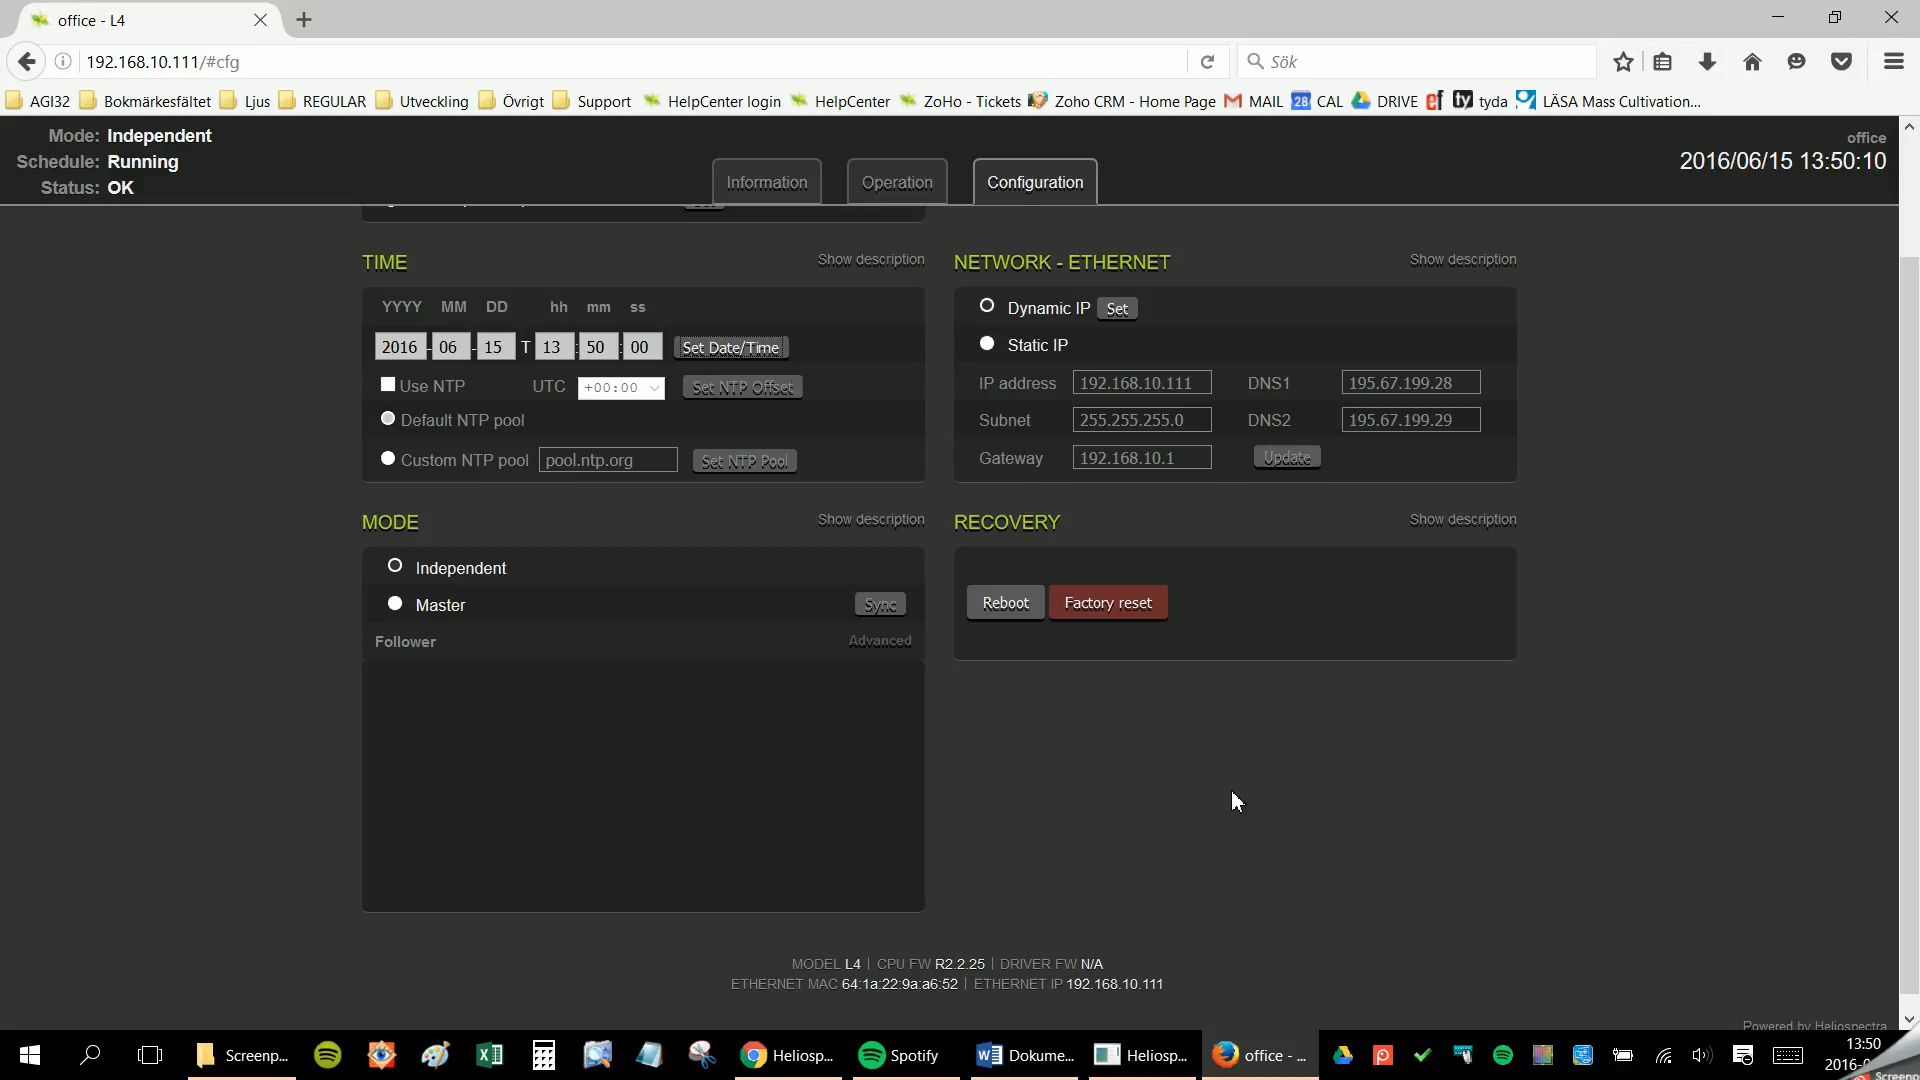 office - L4
192.168.10.111/#cfg
Sök
AGI32 Bokmärkesfältet Ljus REGULAR Utveckling Övrigt Support HelpCenter login HelpCenter ZoHo - Tickets Zoho CRM - Home Page MAIL 28 CAL DRIVE ef ty tyda LÄSA Mass Cultivation...
Mode: Independent
Schedule: Running
Status: OK
Information
Operation
Configuration
office
2016/06/15 13:50:10
TIME
Show description
YYYY MM DD hh mm ss
2016 - 06 - 15 T 13 : 50 : 00 Set Date/Time
Use NTP UTC +00:00 Set NTP Offset
Default NTP pool
Custom NTP pool pool.ntp.org Set NTP Pool
NETWORK - ETHERNET
Show description
Dynamic IP Set
Static IP
IP address 192.168.10.111 DNS1 195.67.199.28
Subnet 255.255.255.0 DNS2 195.67.199.29
Gateway 192.168.10.1 Update
MODE
Show description
Independent
Master Sync
Follower Advanced
RECOVERY
Show description
Reboot Factory reset
MODEL L4 | CPU FW R2.2.25 | DRIVER FW N/A
ETHERNET MAC 64:1a:22:9a:a6:52 | ETHERNET IP 192.168.10.111
Powered by Heliospectra
Screenp... Heliosp... Spotify Dokume... Heliosp... office - ...
13:50
2016-
Screenp